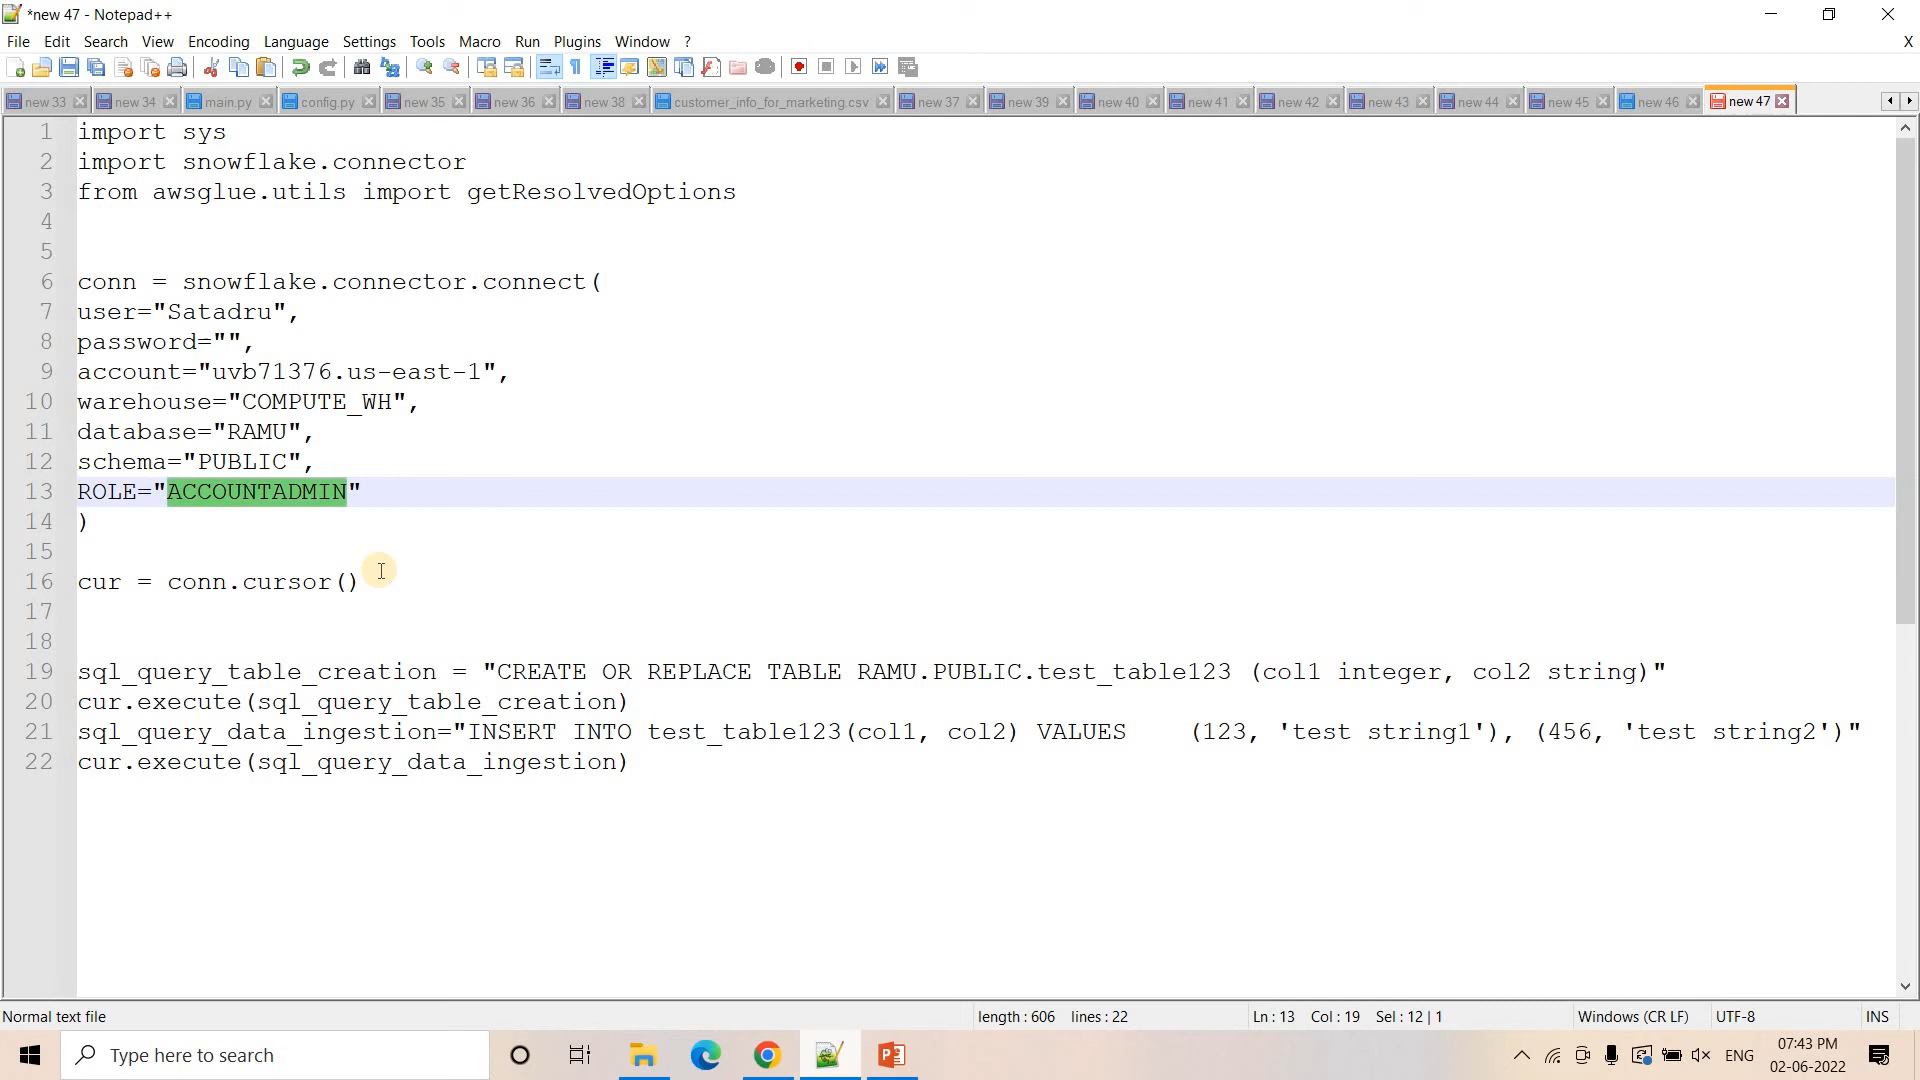 *new 47 - Notepad++
File Edit Search View Encoding Language Settings Tools Macro Run Plugins Window ? X
new 33 new 34 main.py config.py new 35 new 36 new 38 customer_info_for_marketing.csv new 37 new 39 new 40 new 41 new 42 new 43 new 44 new 45 new 46 new 47
1 import sys
2 import snowflake.connector
3 from awsglue.utils import getResolvedOptions
4
5
6 conn = snowflake.connector.connect(
7 user="Satadru",
8 password="",
9 account="uvb71376.us-east-1",
10 warehouse="COMPUTE_WH",
11 database="RAMU",
12 schema="PUBLIC",
13 ROLE="ACCOUNTADMIN"
14 )
15
16 cur = conn.cursor()
17
18
19 sql_query_table_creation = "CREATE OR REPLACE TABLE RAMU.PUBLIC.test_table123 (col1 integer, col2 string)"
20 cur.execute(sql_query_table_creation)
21 sql_query_data_ingestion="INSERT INTO test_table123(col1, col2) VALUES    (123, 'test string1'), (456, 'test string2')"
22 cur.execute(sql_query_data_ingestion)
Normal text file length : 606 lines : 22 Ln : 13 Col : 19 Sel : 12 | 1 Windows (CR LF) UTF-8 INS
Type here to search ENG 07:43 PM
02-06-2022